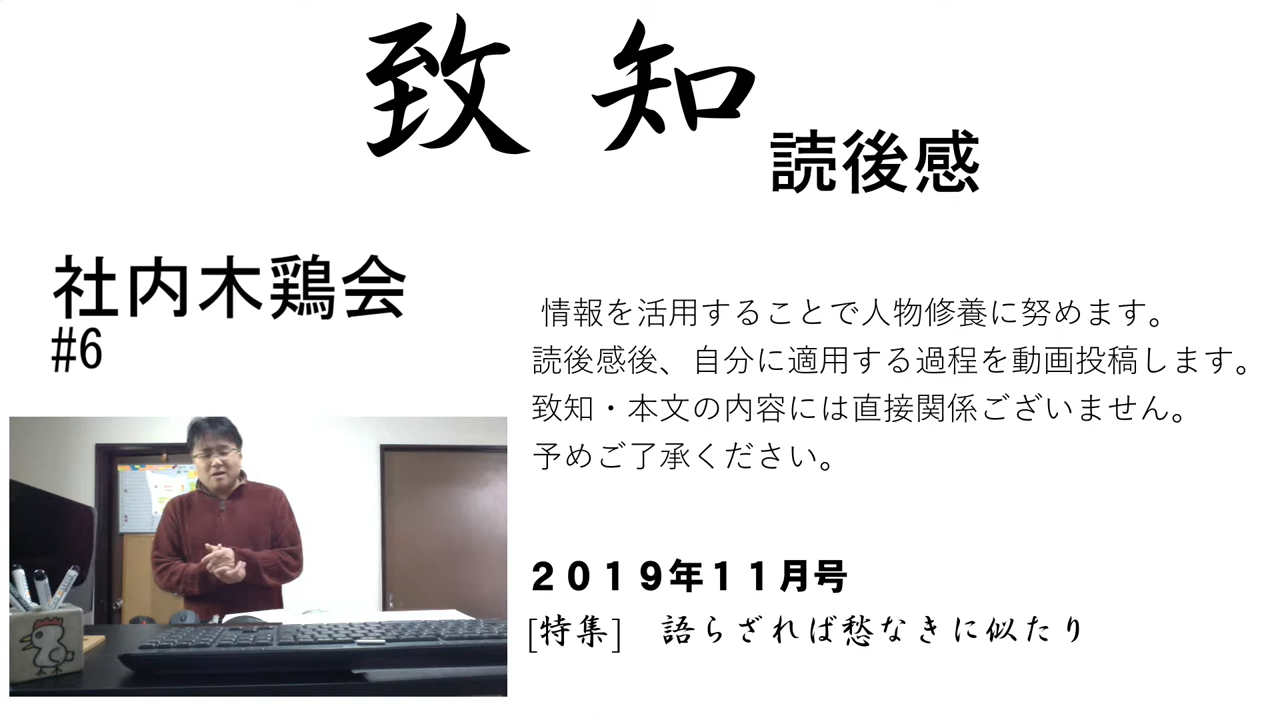 致知
読後感
社内木鶏会
#6
情報を活用することで人物修養に努めます。
読後感後、自分に適用する過程を動画投稿します。
致知・本文の内容には直接関係ございません。
予めご了承ください。
２０１９年１１月号
[特集]　語らざれば愁なきに似たり